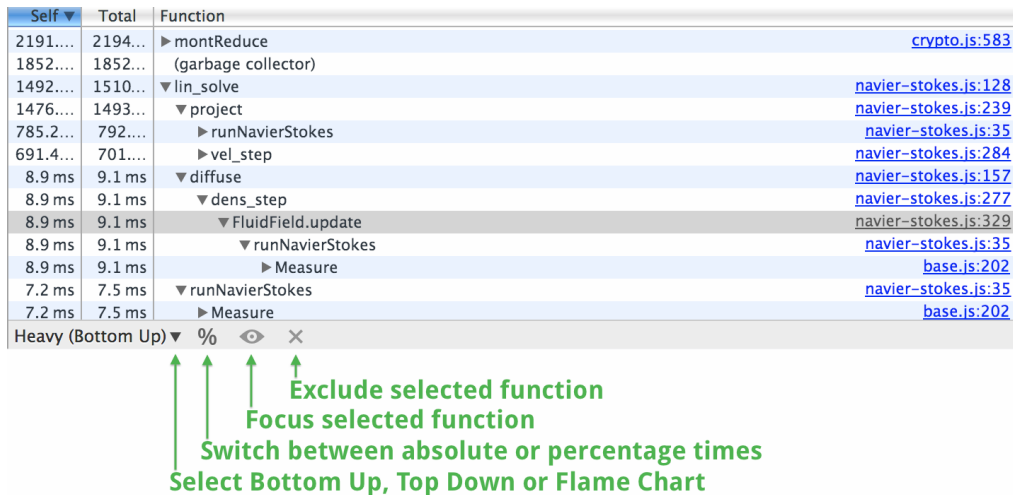 Self ▼ Total Function
2191.... 2194... ▶ montReduce crypto.js:583
1852.... 1852... (garbage collector)
1492.... 1510... ▼ lin_solve navier-stokes.js:128
1476.... 1493... ▼ project navier-stokes.js:239
785.2... 792.... ▶ runNavierStokes navier-stokes.js:35
691.4... 701.... ▶ vel_step navier-stokes.js:284
8.9 ms 9.1 ms ▼ diffuse navier-stokes.js:157
8.9 ms 9.1 ms ▼ dens_step navier-stokes.js:277
8.9 ms 9.1 ms ▼ FluidField.update navier-stokes.js:329
8.9 ms 9.1 ms ▼ runNavierStokes navier-stokes.js:35
8.9 ms 9.1 ms ▶ Measure base.js:202
7.2 ms 7.5 ms ▼ runNavierStokes navier-stokes.js:35
7.2 ms 7.5 ms ▶ Measure base.js:202
Heavy (Bottom Up) ▼ %
Exclude selected function
Focus selected function
Switch between absolute or percentage times
Select Bottom Up, Top Down or Flame Chart